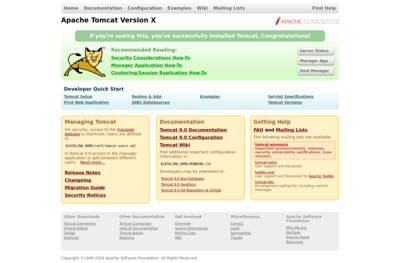 Home Documentation Configuration Examples Wiki Mailing Lists Find Help
Apache Tomcat Version X
APACHE
If you're seeing this, you've successfully installed Tomcat. Congratulations!
Recommended Reading:
Security Considerations How-To
Manager Application How-To
Clustering/Session Replication How-To
Server Status
Manager App
Host Manager
Developer Quick Start
Tomcat Setup
First Web Application
Realms & AAA
JDBC DataSources
Examples
Servlet Specifications
Tomcat Versions
Managing Tomcat
For security, access to the manager
webapp is restricted. Users are defined
in:
$CATALINA_HOME/conf/tomcat-users.xml
In Tomcat 9.0 access to the manager
application is split between different
users. Read more...
Release Notes
Changelog
Migration Guide
Security Notices
Documentation
Tomcat 9.0 Documentation
Tomcat 9.0 Configuration
Tomcat Wiki
Find additional important configuration
information in:
$CATALINA_HOME/RUNNING.txt
Developers may be interested in:
Tomcat 9.0 Bug Database
Tomcat 9.0 JavaDocs
Tomcat 9.0 Git Repository at GitHub
Getting Help
FAQ and Mailing Lists
The following mailing lists are available:
tomcat-announce
Important announcements, releases,
security vulnerability notifications. (Low
volume).
tomcat-users
User support and discussion
taglibs-user
User support and discussion for Apache Taglibs
tomcat-dev
Development mailing list, including commit
messages
Other Downloads
Tomcat Connectors
Tomcat Native
Taglibs
Deployer
Other Documentation
Tomcat Connectors
mod_jk Documentation
Tomcat Native
Deployer
Get Involved
Overview
Source Repositories
Mailing Lists
Wiki
Miscellaneous
Contact
Legal
Sponsorship
Thanks
Apache Software
Foundation
Who We Are
Heritage
Apache Home
Resources
Copyright ©1999-2024 Apache Software Foundation. All Rights Reserved